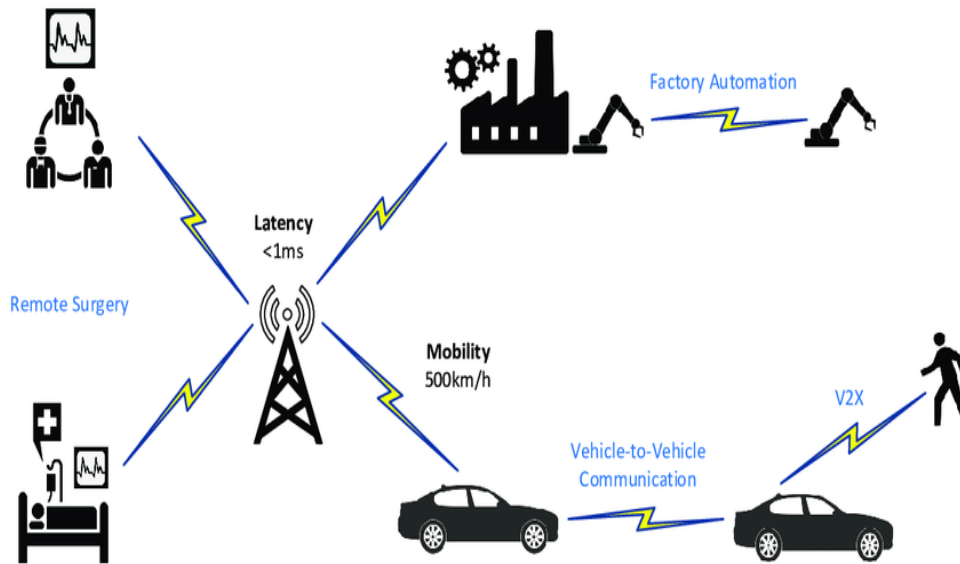 Factory Automation
Latency
<1ms
Remote Surgery
Mobility
500km/h
V2X
Vehicle-to-Vehicle
Communication